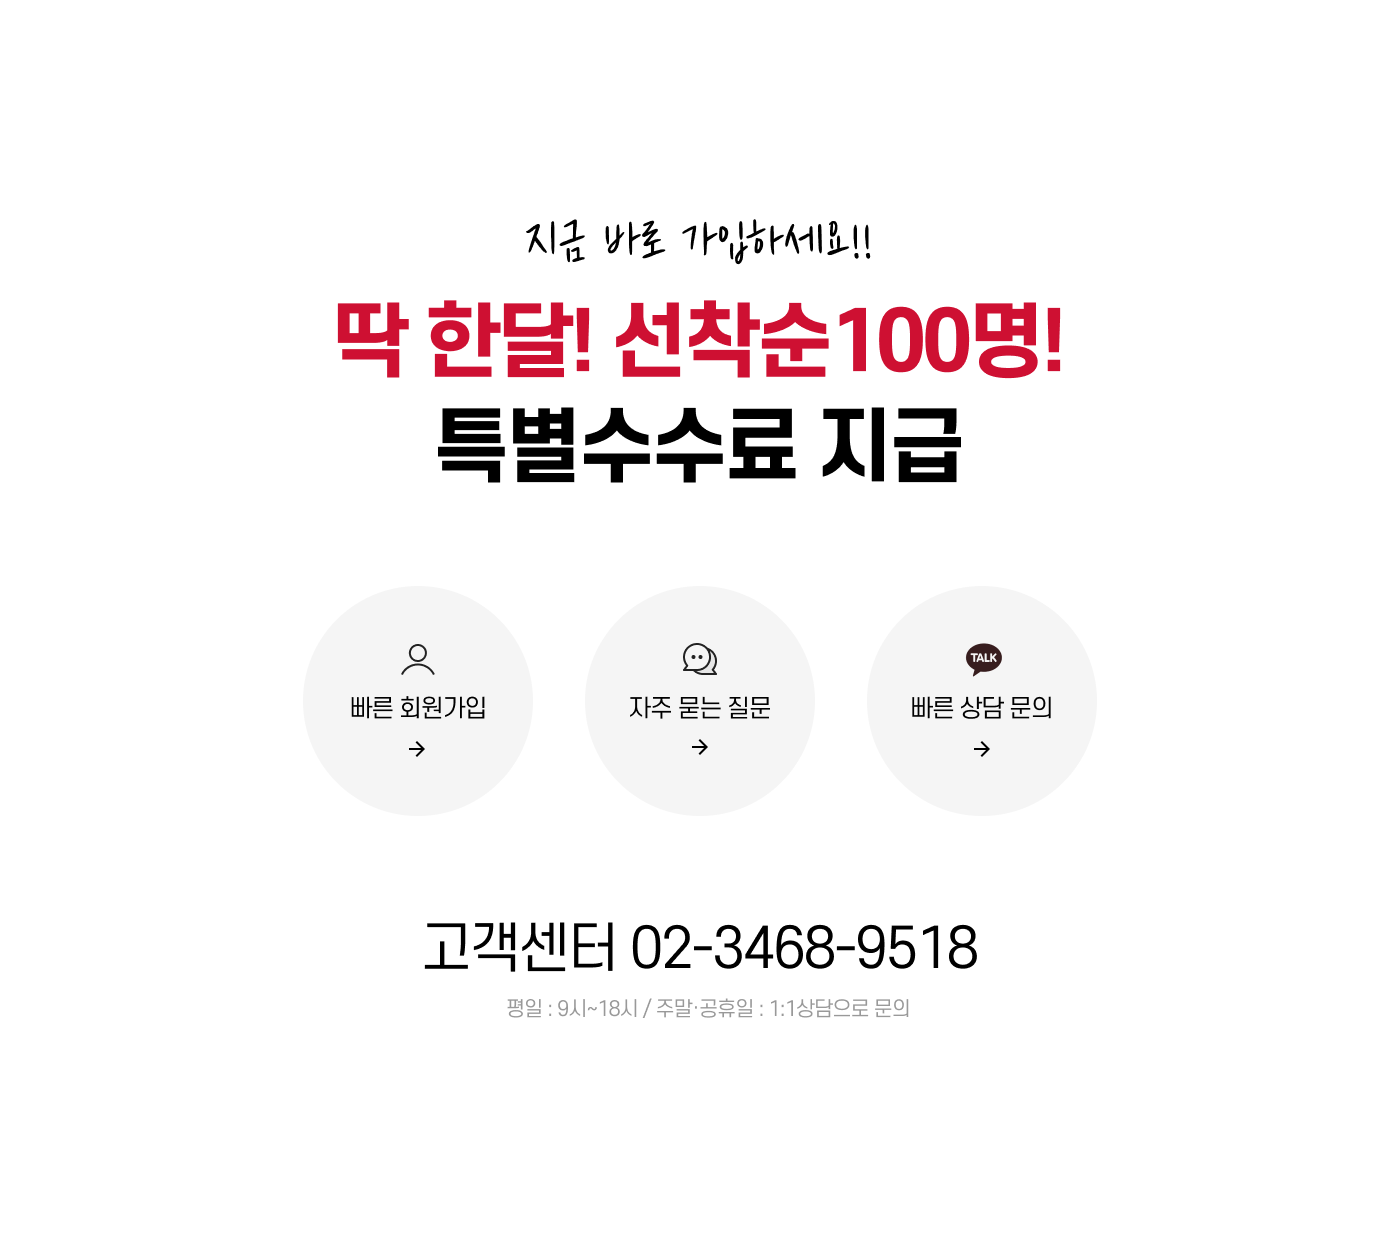 지금 바로 가입하세요!!
딱 한달! 선착순100명!
특별수수료 지급
빠른 회원가입
자주 묻는 질문
TALK
빠른 상담 문의
고객센터 02-3468-9518
평일 : 9시~18시 / 주말·공휴일 : 1:1상담으로 문의